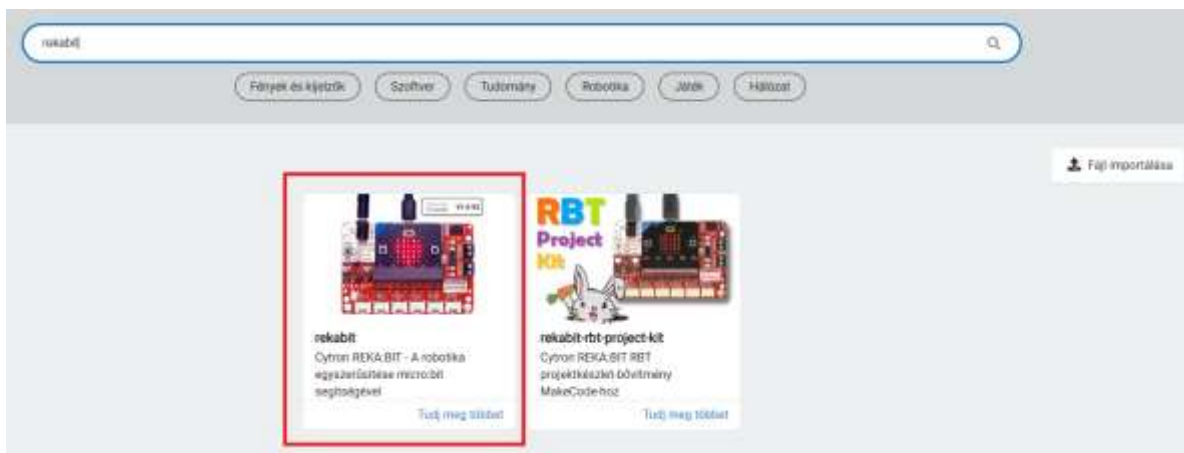 rekabit
Fények és kijelzők Szoftver Tudomány Robotika Játék Hálózat
Fájl importálása
RBT
Project
Kit
rekabit
Cytron REKA:BIT - A robotika
egyszerűsítése micro:bit
segítségével
Tudj meg többet
rekabit-rbt-project-kit
Cytron REKA:BIT RBT
projektkészlet-bővítmény
MakeCode-hoz
Tudj meg többet